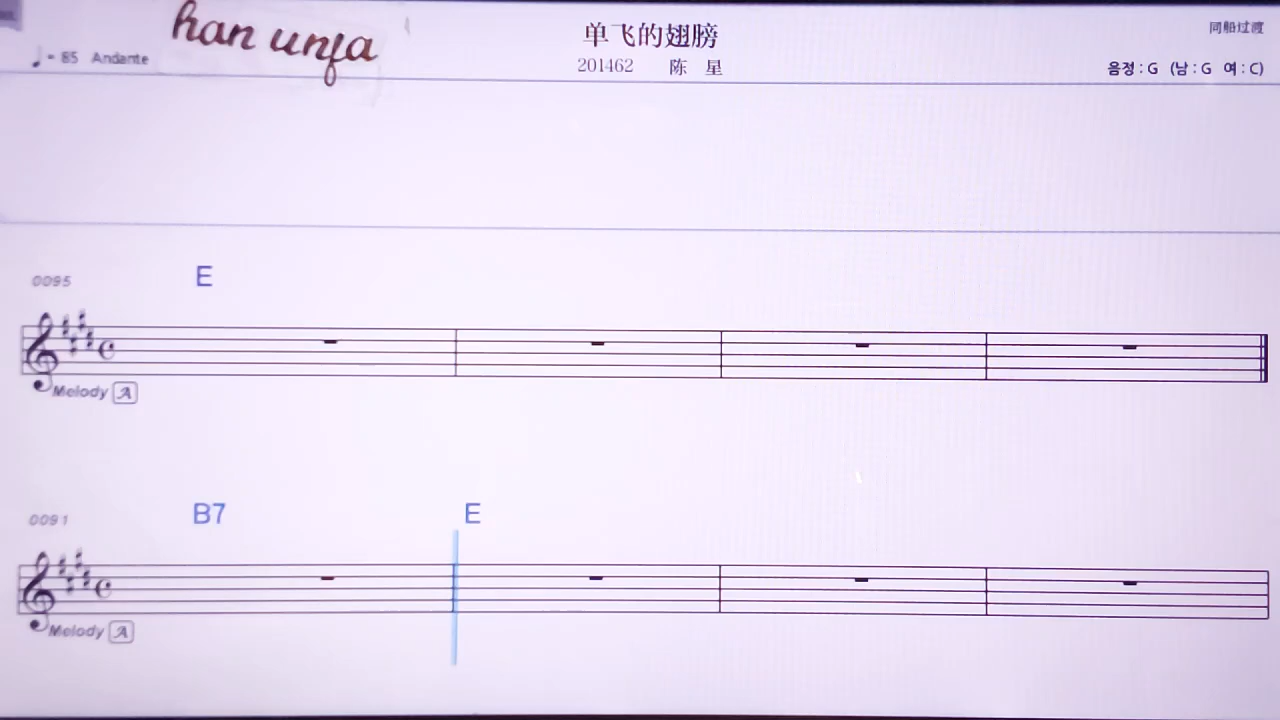 han unfa
单飞的翅膀
同船过渡
♩= 85 Andante
201462 陈 星
음정 : G (남 : G 여 : C)
0095 E
Melody A
0091 B7 E
Melody A